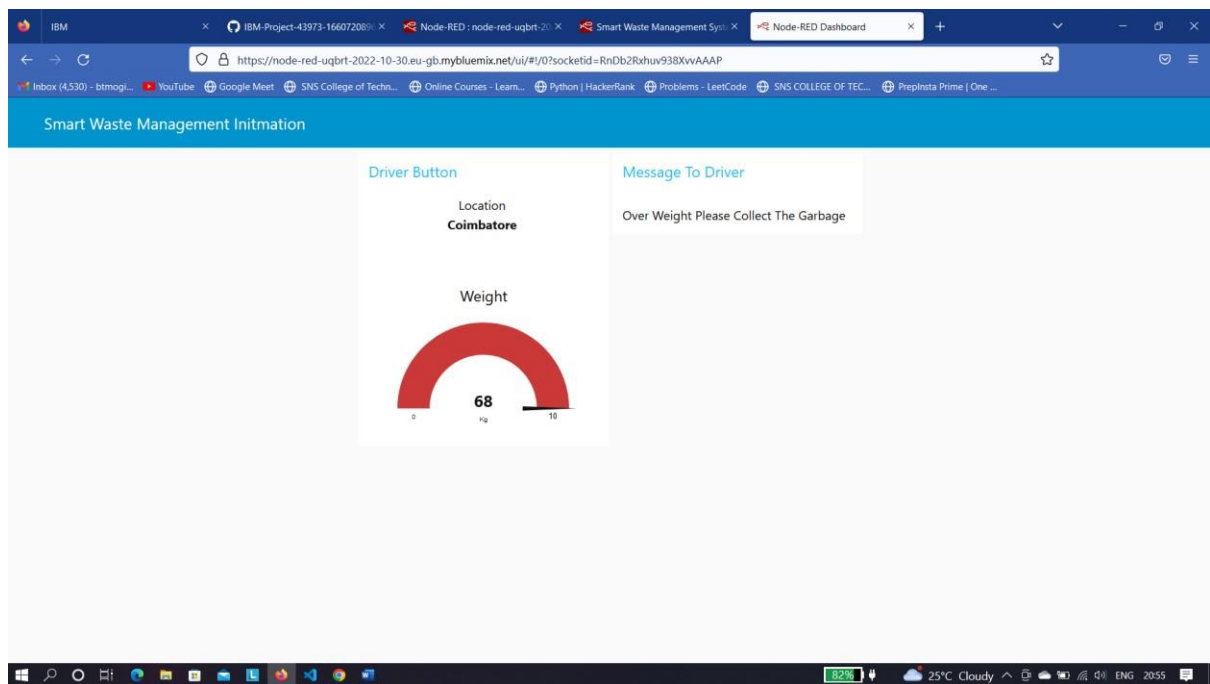 IBM
IBM-Project-43973-166072089
Node-RED : node-red-uqbrt-20
Smart Waste Management Syst
Node-RED Dashboard
https://node-red-uqbrt-2022-10-30.eu-gb.mybluemix.net/ui/#!/0?socketid=RnDb2Rxhuv938XvvAAAP
Inbox (4,530) - btmogi...
YouTube
Google Meet
SNS College of Techn...
Online Courses - Learn...
Python | HackerRank
Problems - LeetCode
SNS COLLEGE OF TEC...
PrepInsta Prime | One ...
Smart Waste Management Initmation
Driver Button
Location
Coimbatore
Weight
68
Kg
0
10
Message To Driver
Over Weight Please Collect The Garbage
82%
25°C Cloudy
ENG
20:55